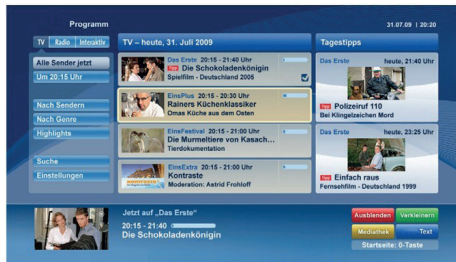 Programm
31.07.09 | 20:20
TV Radio Interaktiv
Alle Sender jetzt
Um 20:15 Uhr
Nach Sendern
Nach Genre
Highlights
Suche
Einstellungen
TV – heute, 31. Juli 2009
Das Erste 20:15 - 21:40 Uhr
Tipp Die Schokoladenkönigin
Spielfilm - Deutschland 2005
EinsPlus 20:15 - 20:30 Uhr
Rainers Küchenklassiker
Omas Küche aus dem Osten
EinsFestival 20:15 - 21:00 Uhr
Die Murmeltiere von Kasach...
Tierdokumentation
EinsExtra 20:15 - 21:00 Uhr
Kontraste
Moderation: Astrid Frohloff
Tagestipps
Das Erste heute, 21:40 Uhr
Tipp Polizeiruf 110
Bei Klingelzeichen Mord
Das Erste heute, 23:25 Uhr
Tipp Einfach raus
Fernsehfilm - Deutschland 1999
Jetzt auf „Das Erste“
20:15 - 21:40
Die Schokoladenkönigin
Ausblenden Verkleinern
Mediathek Text
Startseite: 0-Taste